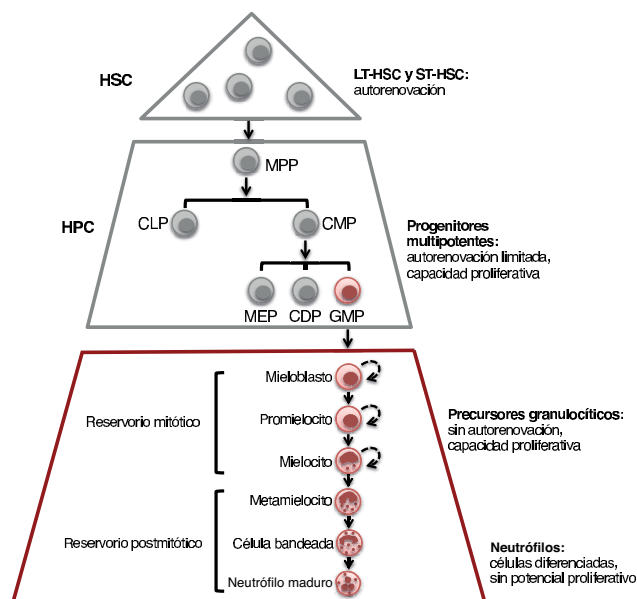 HSC
LT-HSC y ST-HSC:
autorenovación
MPP
HPC
CLP
CMP
Progenitores
multipotentes:
autorenovación limitada,
capacidad proliferativa
MEP
CDP
GMP
Mieloblasto
Reservorio mitótico
Promielocito
Precursores granulocíticos:
sin autorenovación,
capacidad proliferativa
Mielocito
Metamielocito
Reservorio postmitótico
Célula bandeada
Neutrófilo maduro
Neutrófilos:
células diferenciadas,
sin potencial proliferativo